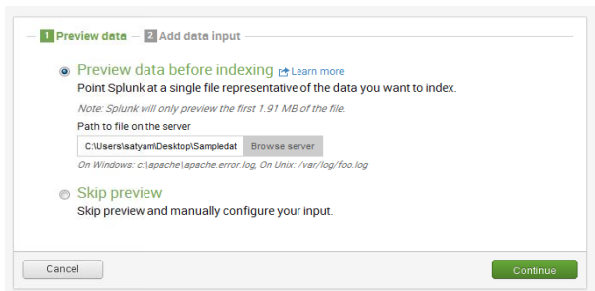 1 Preview data 2 Add data input
Preview data before indexing Learn more
Point Splunk at a single file representative of the data you want to index.
Note: Splunk will only preview the first 1.91 MB of the file.
Path to file on the server
C:\Users\satyam\Desktop\Sampledat Browse server
On Windows: c:\apache\apache.error.log, On Unix: /var/log/foo.log
Skip preview
Skip preview and manually configure your input.
Cancel Continue